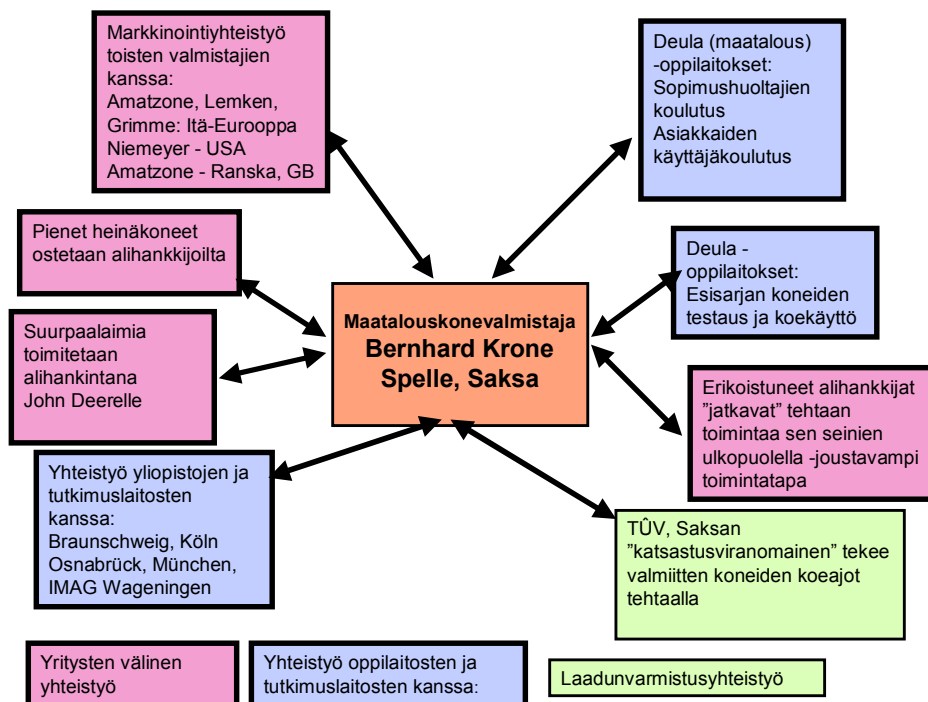 Markkinointiyhteistyö
toisten valmistajien
kanssa:
Amatzone, Lemken,
Grimme: Itä-Eurooppa
Niemeyer - USA
Amatzone - Ranska, GB
Deula (maatalous)
-oppilaitokset:
Sopimushuoltajien
koulutus
Asiakkaiden
käyttäjäkoulutus
Pienet heinäkoneet
ostetaan alihankkijoilta
Deula -
oppilaitokset:
Esisarjan koneiden
testaus ja koekäyttö
Maatalouskonevalmistaja
Bernhard Krone
Spelle, Saksa
Suurpaalaimia
toimitetaan
alihankintana
John Deerelle
Erikoistuneet alihankkijat
”jatkavat” tehtaan
toimintaa sen seinien
ulkopuolella -joustavampi
toimintatapa
Yhteistyö yliopistojen ja
tutkimuslaitosten
kanssa:
Braunschweig, Köln
Osnabrück, München,
IMAG Wageningen
TÛV, Saksan
”katsastusviranomainen” tekee
valmiitten koneiden koeajot
tehtaalla
Yritysten välinen
yhteistyö
Yhteistyö oppilaitosten ja
tutkimuslaitosten kanssa:
Laadunvarmistusyhteistyö